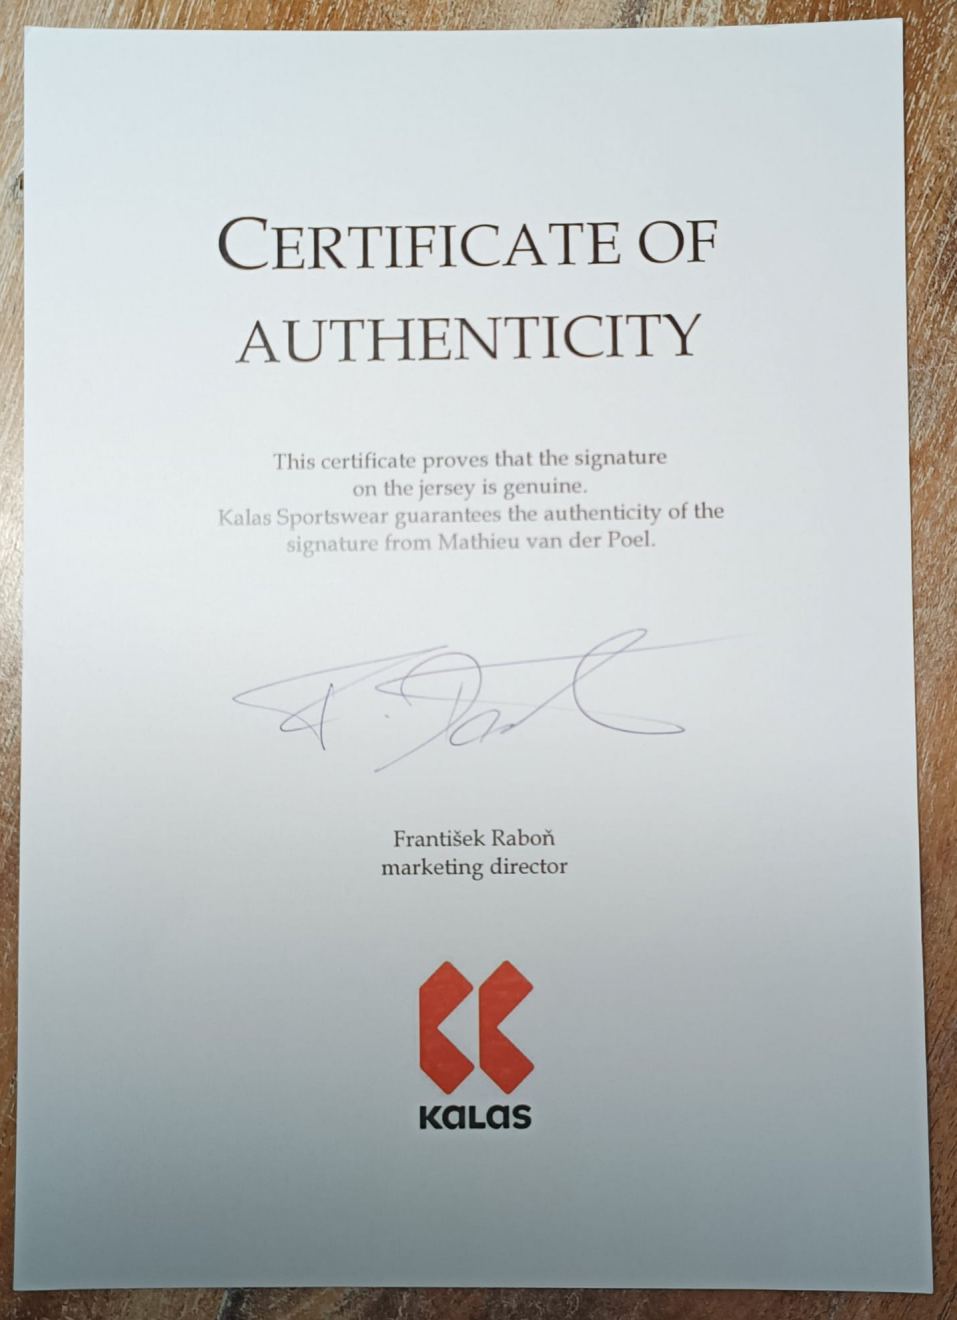 CERTIFICATE OF
AUTHENTICITY
This certificate proves that the signature
on the jersey is genuine.
Kalas Sportswear guarantees the authenticity of the
signature from Mathieu van der Poel.
František Raboň
marketing director
KALAS